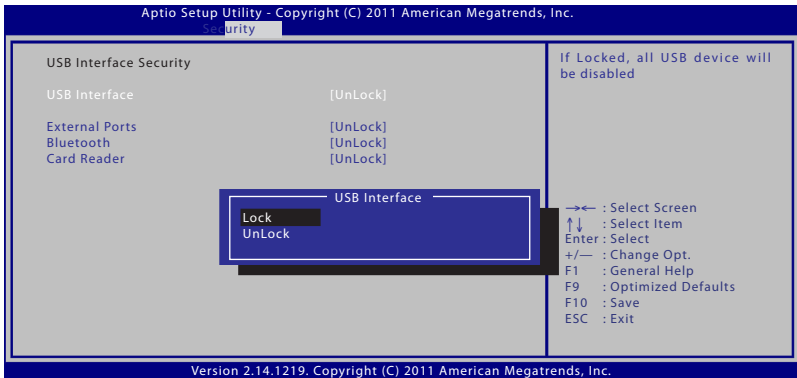 Aptio Setup Utility - Copyright (C) 2011 American Megatrends, Inc.
Security
USB Interface Security
USB Interface [UnLock]
External Ports [UnLock]
Bluetooth [UnLock]
Card Reader [UnLock]
USB Interface
Lock
UnLock
If Locked, all USB device will
be disabled
→← : Select Screen
↑↓ : Select Item
Enter : Select
+/— : Change Opt.
F1 : General Help
F9 : Optimized Defaults
F10 : Save
ESC : Exit
Version 2.14.1219. Copyright (C) 2011 American Megatrends, Inc.